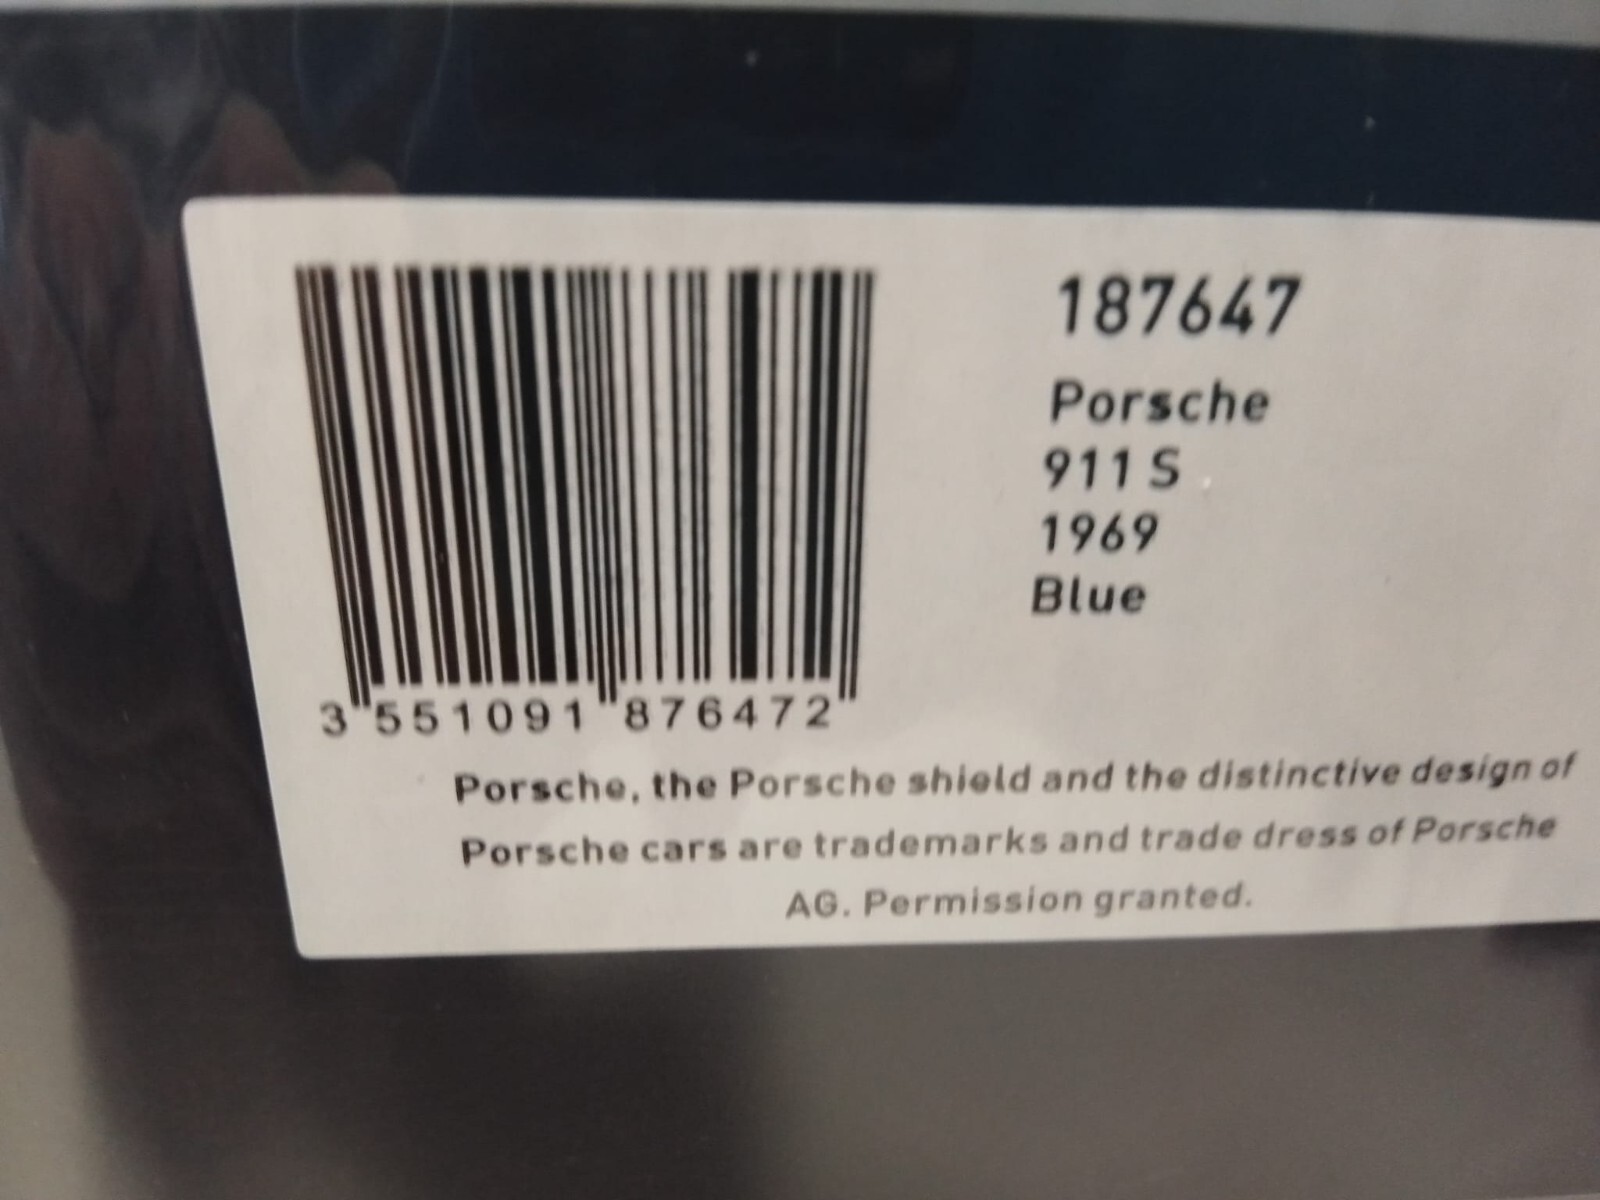 187647
Porsche
911 S
1969
Blue
3 551091 876472
Porsche, the Porsche shield and the distinctive design of
Porsche cars are trademarks and trade dress of Porsche
AG. Permission granted.